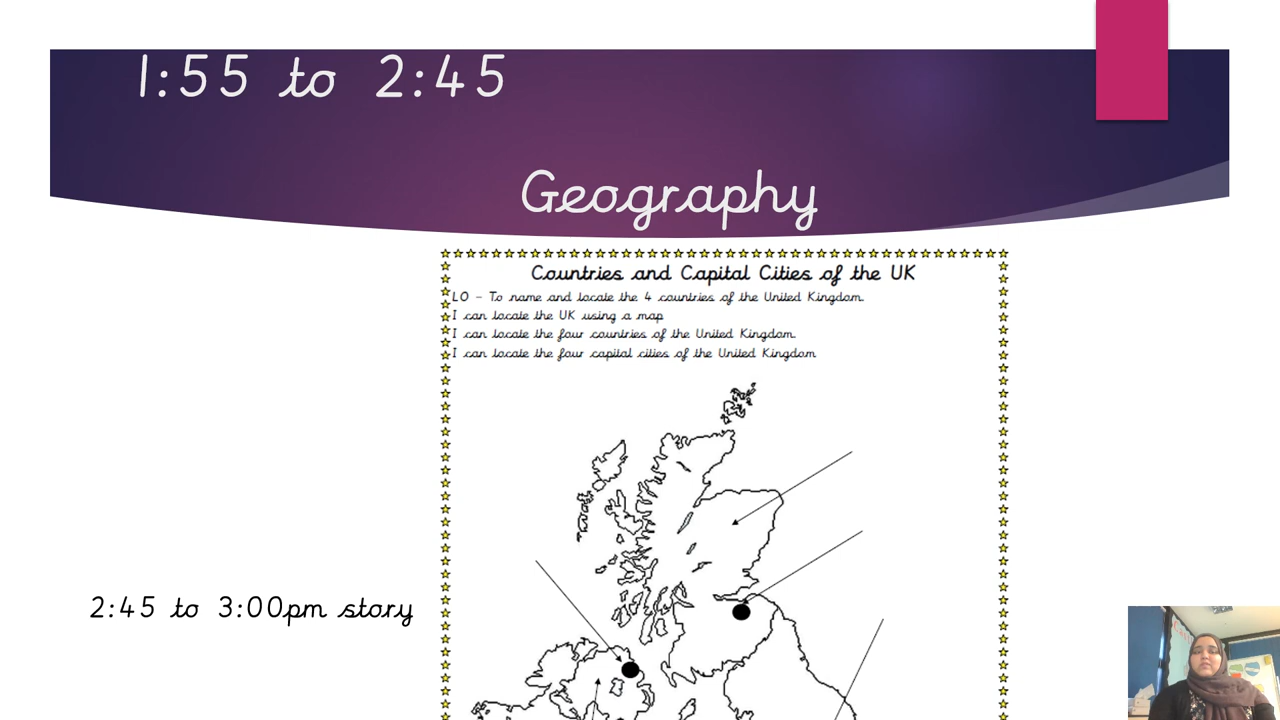 1:55 to 2:45
Geography
Countries and Capital Cities of the UK
LO - To name and locate the 4 countries of the United Kingdom.
I can locate the UK using a map
I can locate the four countries of the United Kingdom.
I can locate the four capital cities of the United Kingdom
2:45 to 3:00pm story